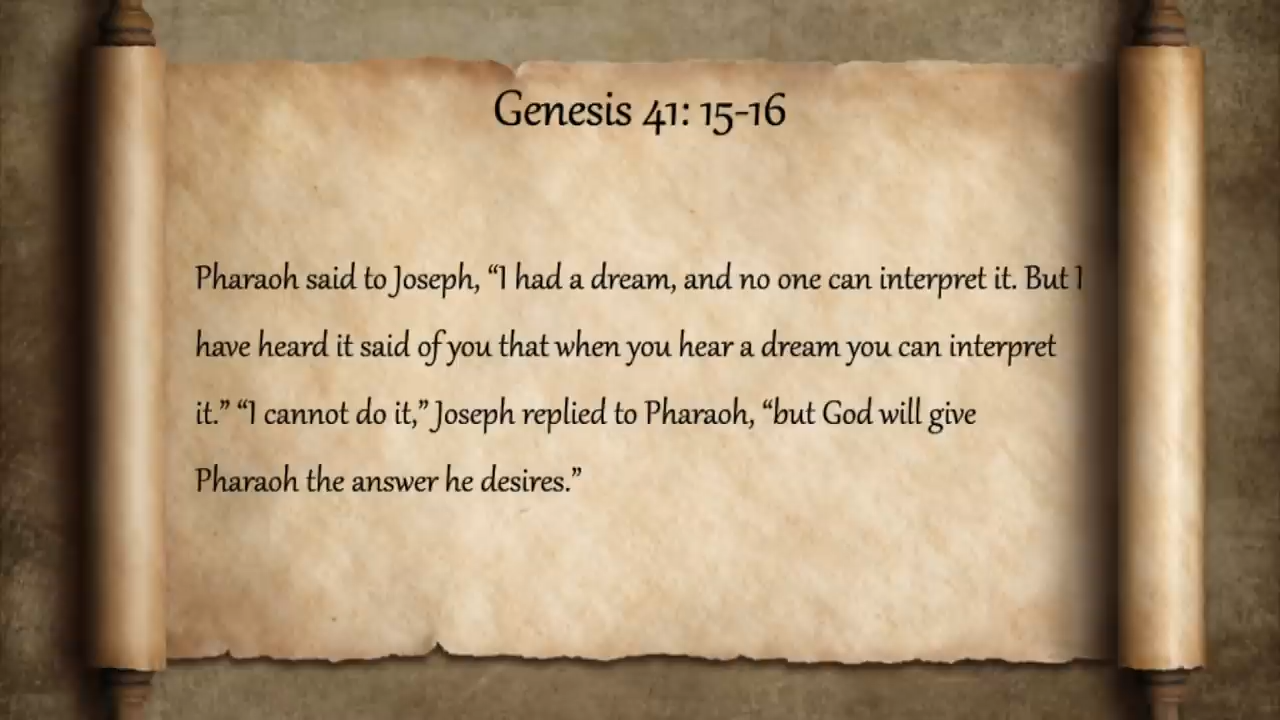 Genesis 41: 15-16
Pharaoh said to Joseph, “I had a dream, and no one can interpret it. But I
have heard it said of you that when you hear a dream you can interpret
it.” “I cannot do it,” Joseph replied to Pharaoh, “but God will give
Pharaoh the answer he desires.”